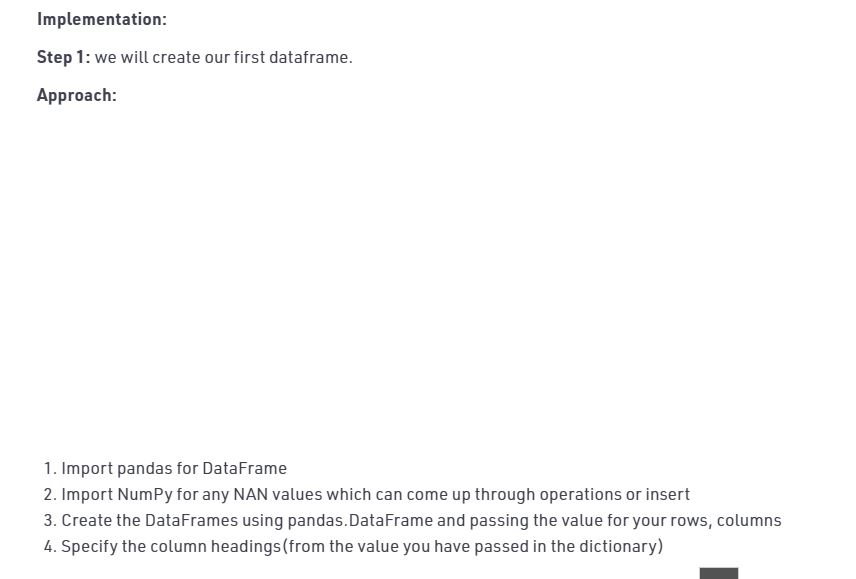 Implementation:
Step 1: we will create our first dataframe.
Approach:
1. Import pandas for DataFrame
2. Import NumPy for any NAN values which can come up through operations or insert
3. Create the DataFrames using pandas.DataFrame and passing the value for your rows, columns
4. Specify the column headings(from the value you have passed in the dictionary)